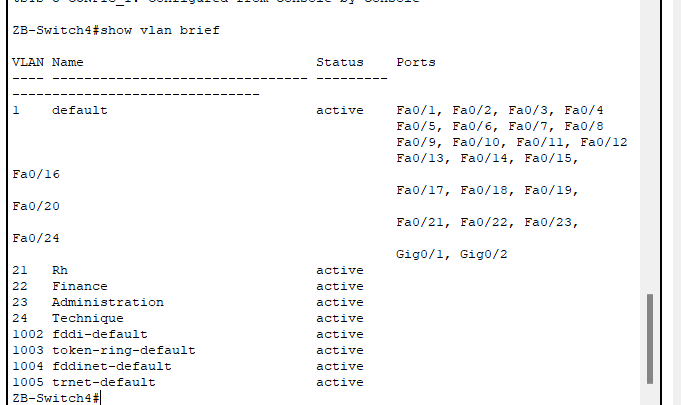 ZB-Switch4#show vlan brief
VLAN Name                             Status    Ports
---- -------------------------------- ---------
-------------------------------
1    default                          active    Fa0/1, Fa0/2, Fa0/3, Fa0/4
                                                Fa0/5, Fa0/6, Fa0/7, Fa0/8
                                                Fa0/9, Fa0/10, Fa0/11, Fa0/12
                                                Fa0/13, Fa0/14, Fa0/15,
Fa0/16
                                                Fa0/17, Fa0/18, Fa0/19,
Fa0/20
                                                Fa0/21, Fa0/22, Fa0/23,
Fa0/24
                                                Gig0/1, Gig0/2
21   Rh                               active
22   Finance                          active
23   Administration                   active
24   Technique                        active
1002 fddi-default                     active
1003 token-ring-default               active
1004 fddinet-default                  active
1005 trnet-default                    active
ZB-Switch4#